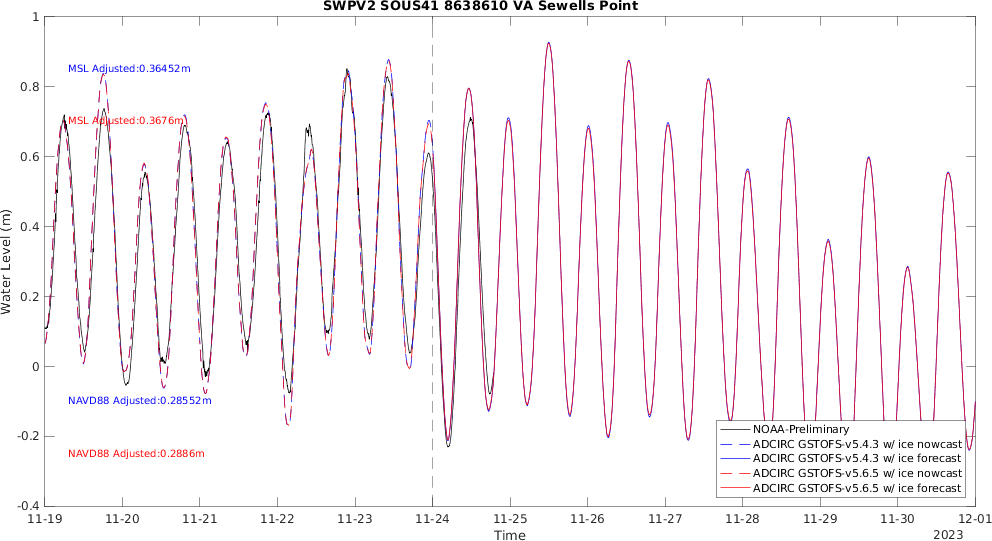 SWPV2 SOUS41 8638610 VA Sewells Point
1
0.8
0.6
0.4
0.2
0
-0.2
-0.4
Water Level (m)
MSL Adjusted:0.36452m
MSL Adjusted:0.3676m
NAVD88 Adjusted:0.28552m
NAVD88 Adjusted:0.2886m
NOAA-Preliminary
ADCIRC GSTOFS-v5.4.3 w/ ice nowcast
ADCIRC GSTOFS-v5.4.3 w/ ice forecast
ADCIRC GSTOFS-v5.6.5 w/ ice nowcast
ADCIRC GSTOFS-v5.6.5 w/ ice forecast
11-19 11-20 11-21 11-22 11-23 11-24 11-25 11-26 11-27 11-28 11-29 11-30 12-01
Time
2023